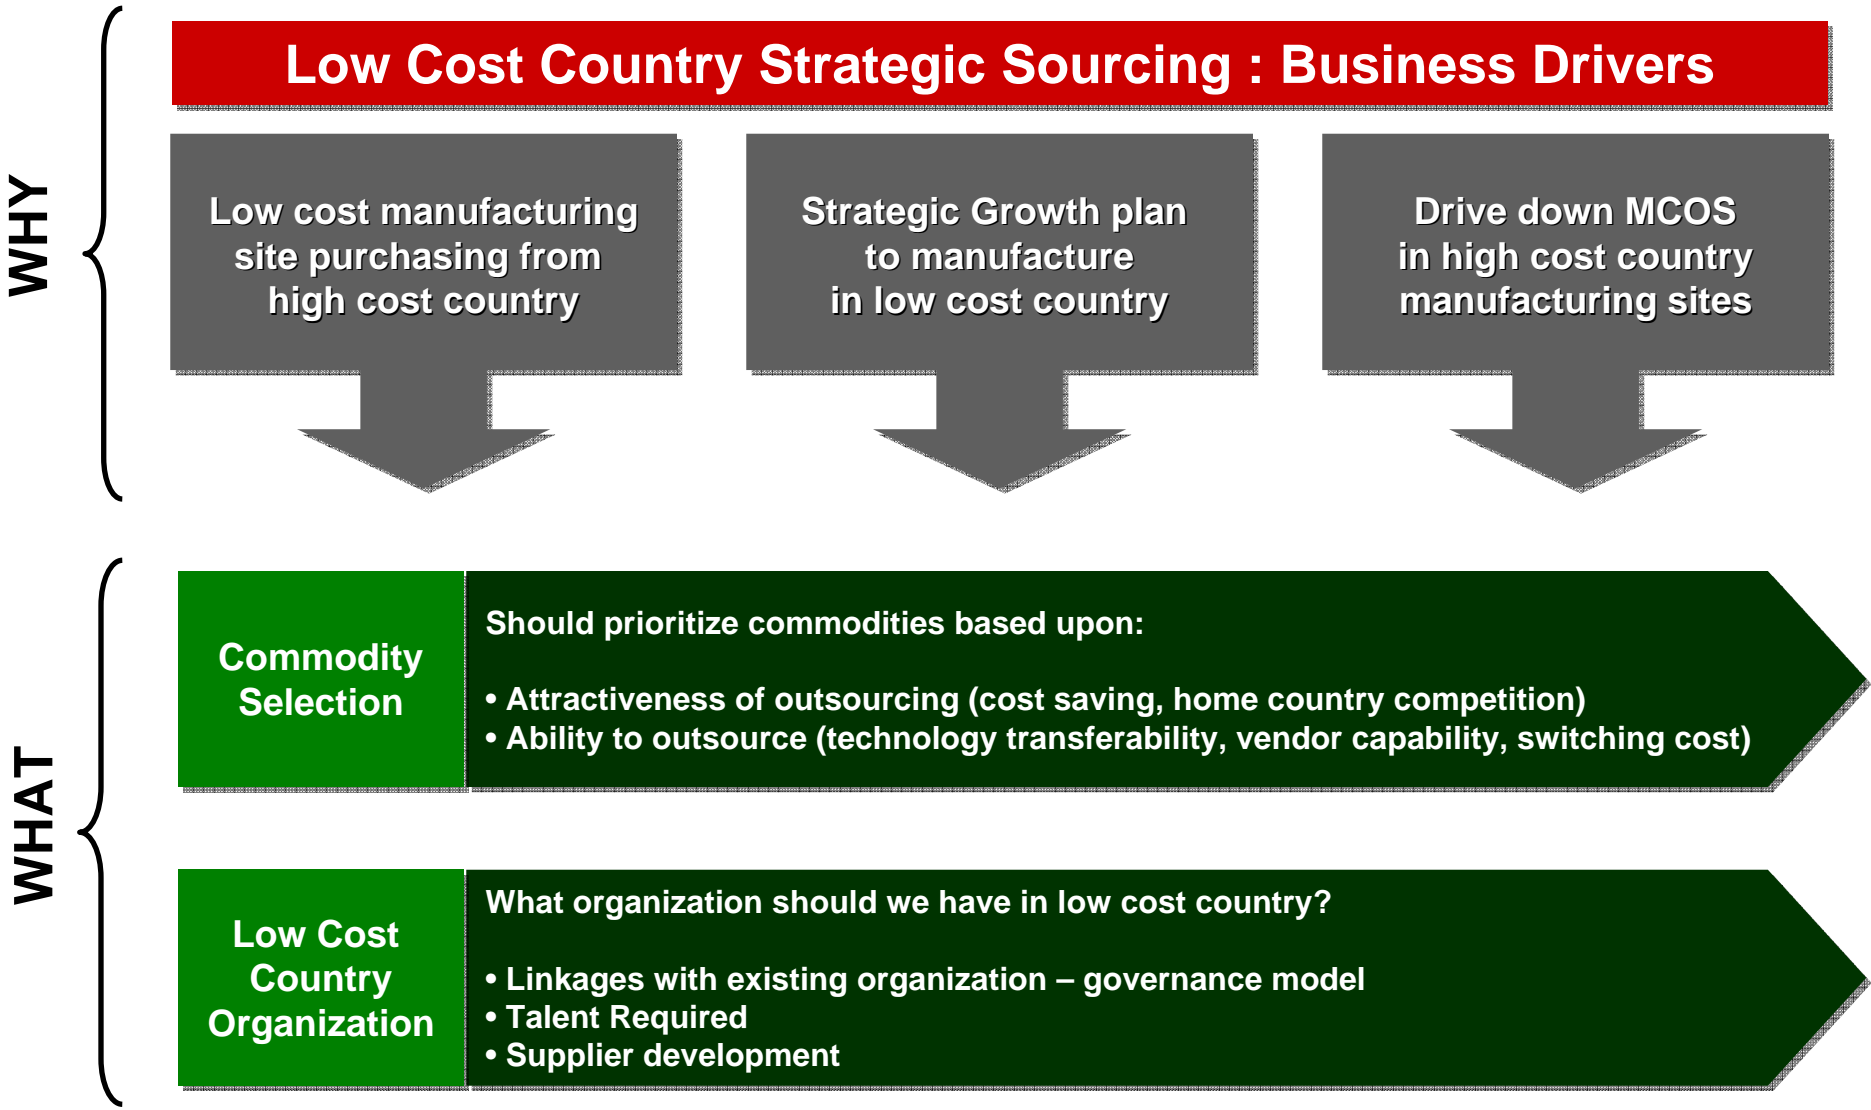 WHY
Low Cost Country Strategic Sourcing : Business Drivers
Low cost manufacturing
site purchasing from
high cost country
Strategic Growth plan
to manufacture
in low cost country
Drive down MCOS
in high cost country
manufacturing sites
WHAT
Commodity
Selection
Should prioritize commodities based upon:
• Attractiveness of outsourcing (cost saving, home country competition)
• Ability to outsource (technology transferability, vendor capability, switching cost)
Low Cost
Country
Organization
What organization should we have in low cost country?
• Linkages with existing organization – governance model
• Talent Required
• Supplier development